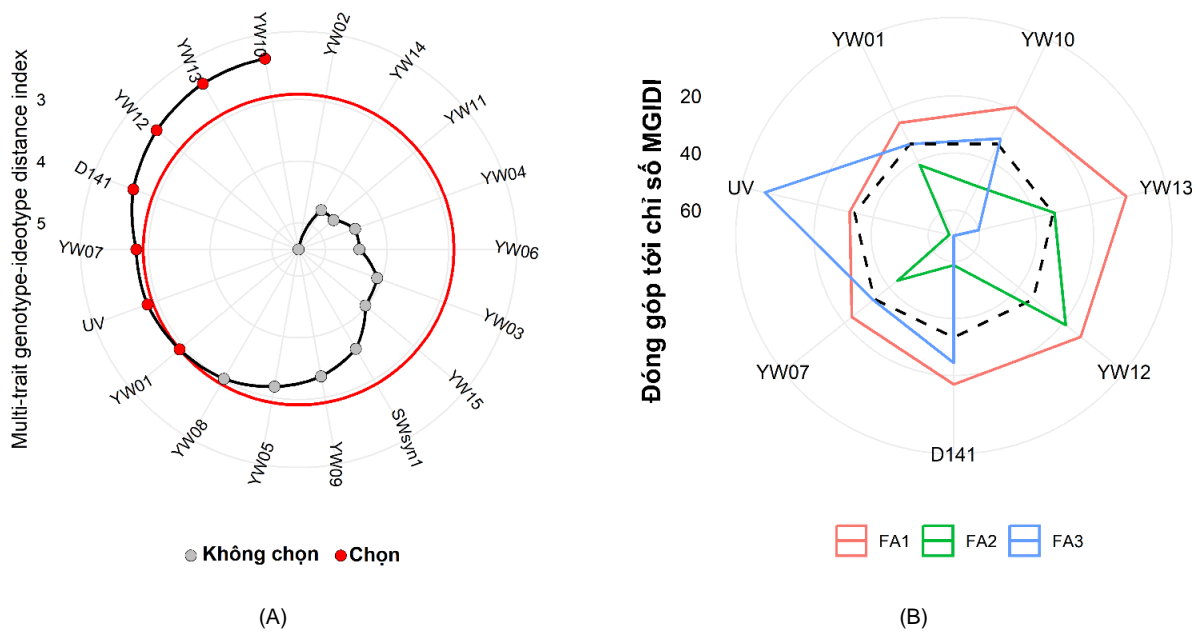 Multi-trait genotype-ideotype distance index
3
4
5
YW10
YW02
YW14
YW11
YW04
YW06
YW03
YW15
SWsyn1
YW09
YW05
YW08
YW01
UV
YW07
D141
YW12
YW13
Không chọn
Chọn
(A)
Đóng góp tới chỉ số MGIDI
20
40
60
YW01
YW10
YW13
YW12
D141
YW07
UV
FA1
FA2
FA3
(B)